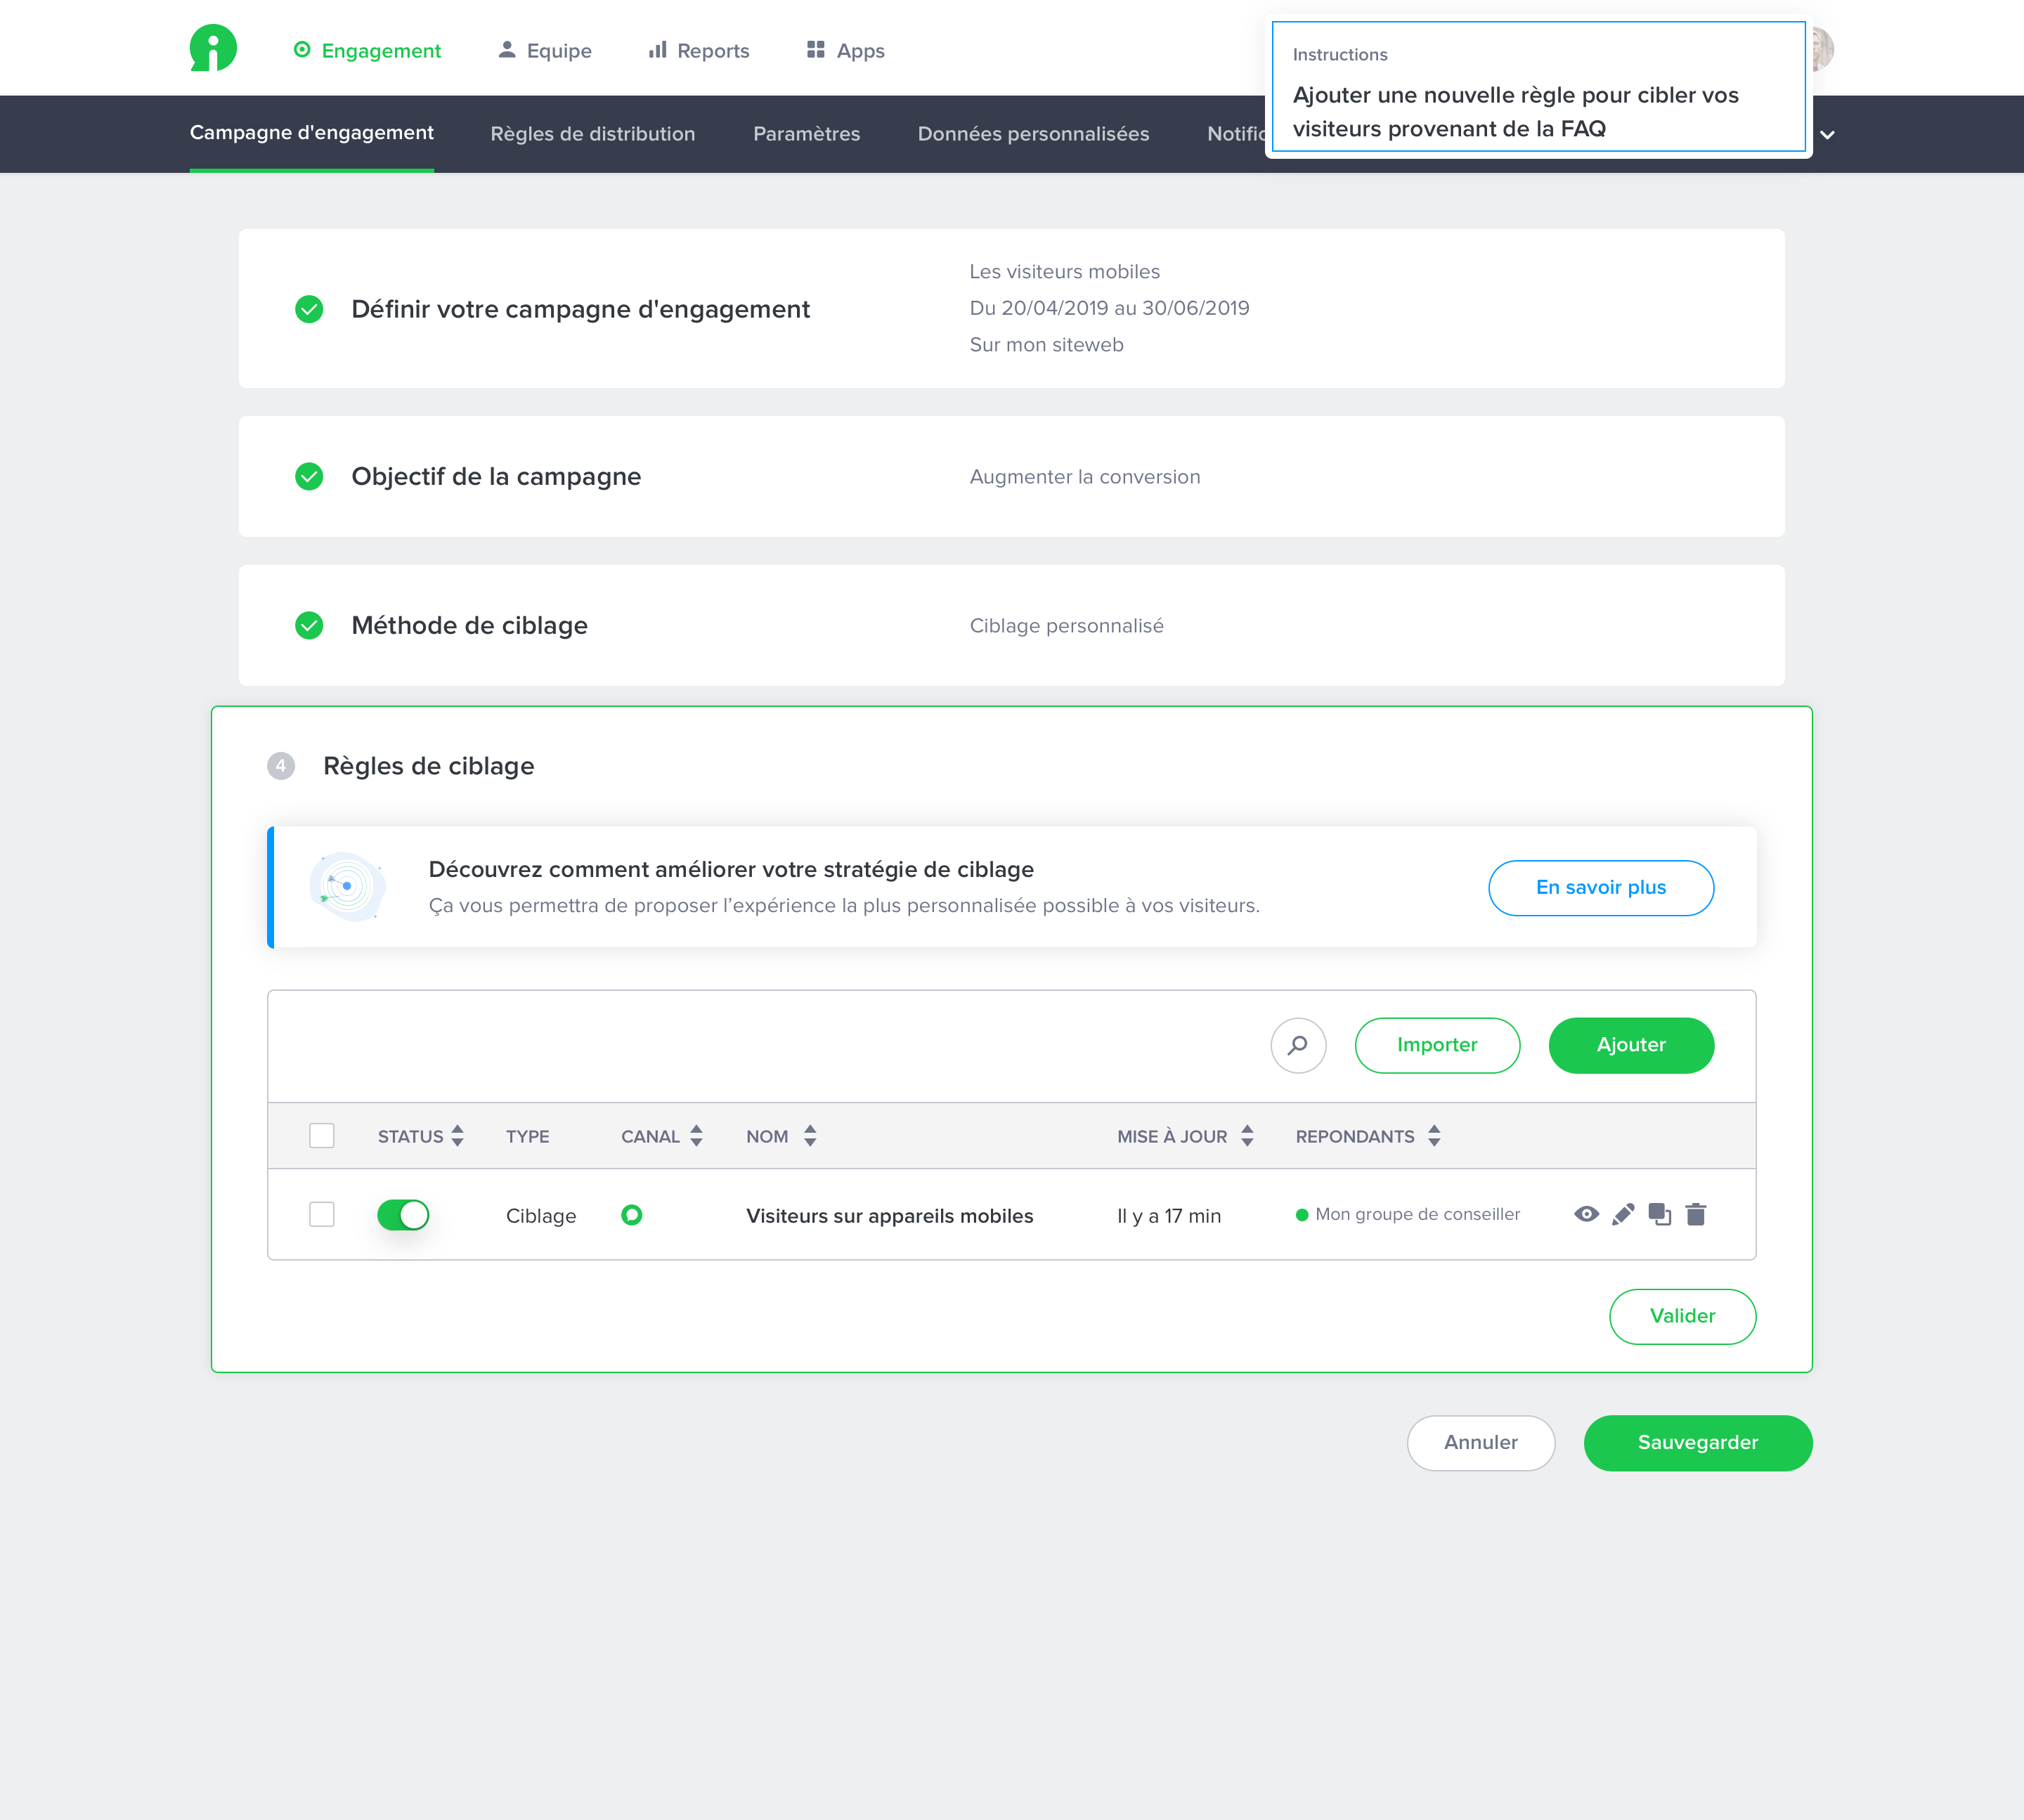 Engagement
Equipe
Reports
Apps
Instructions
Ajouter une nouvelle règle pour cibler vos
visiteurs provenant de la FAQ
Campagne d'engagement
Règles de distribution
Paramètres
Données personnalisées
Définir votre campagne d'engagement
Les visiteurs mobiles
Du 20/04/2019 au 30/06/2019
Sur mon siteweb
Objectif de la campagne
Augmenter la conversion
Méthode de ciblage
Ciblage personnalisé
4
Règles de ciblage
Découvrez comment améliorer votre stratégie de ciblage
Ça vous permettra de proposer l’expérience la plus personnalisée possible à vos visiteurs.
En savoir plus
Importer
Ajouter
STATUS
TYPE
CANAL
NOM
MISE À JOUR
REPONDANTS
Ciblage
Visiteurs sur appareils mobiles
Il y a 17 min
Mon groupe de conseiller
Valider
Annuler
Sauvegarder